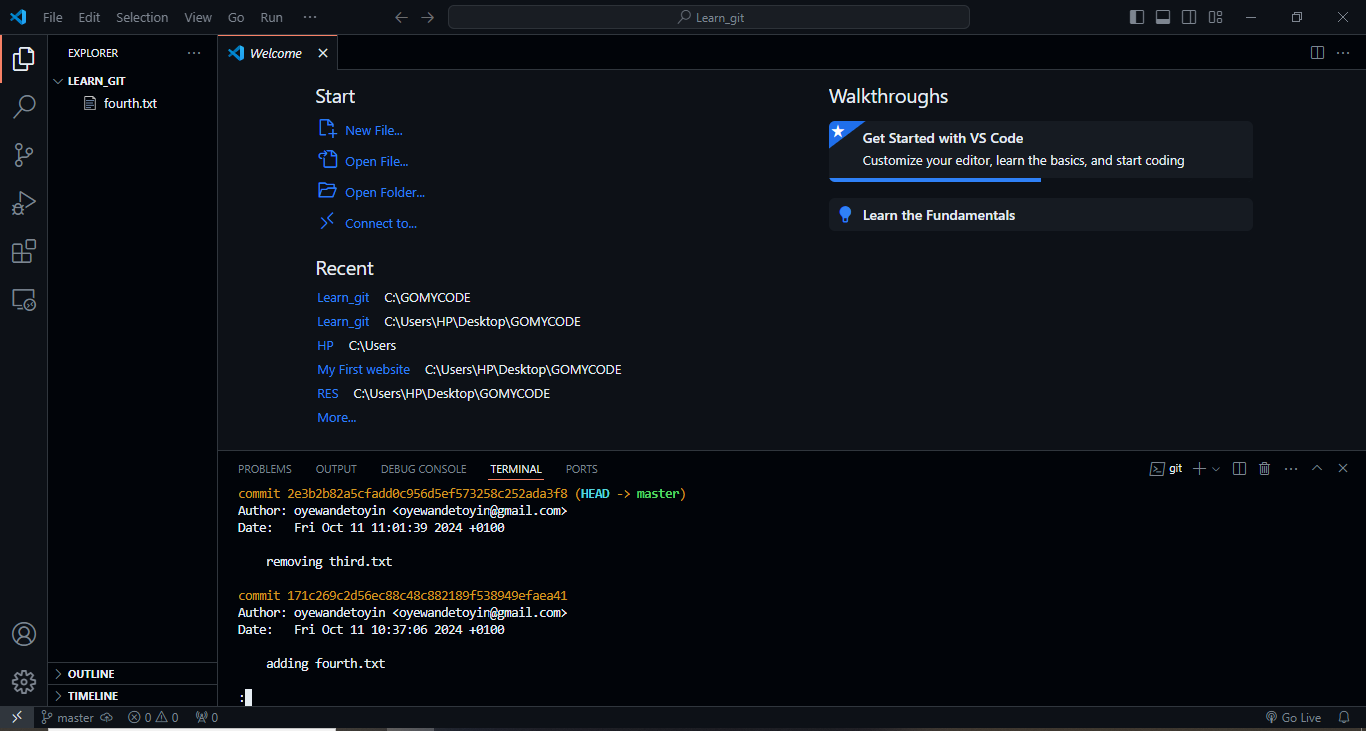 File Edit Selection View Go Run ···
Learn_git
EXPLORER ···
LEARN_GIT
fourth.txt
OUTLINE
TIMELINE
Welcome
Start
New File...
Open File...
Open Folder...
Connect to...
Recent
Learn_git C:\GOMYCODE
Learn_git C:\Users\HP\Desktop\GOMYCODE
HP C:\Users
My First website C:\Users\HP\Desktop\GOMYCODE
RES C:\Users\HP\Desktop\GOMYCODE
More...
Walkthroughs
Get Started with VS Code
Customize your editor, learn the basics, and start coding
Learn the Fundamentals
PROBLEMS OUTPUT DEBUG CONSOLE TERMINAL PORTS
git
commit 2e3b2b82a5cfadd0c956d5ef573258c252ada3f8 (HEAD -> master)
Author: oyewandetoyin <oyewandetoyin@gmail.com>
Date:   Fri Oct 11 11:01:39 2024 +0100
removing third.txt
commit 171c269c2d56ec88c48c882189f538949efaea41
Author: oyewandetoyin <oyewandetoyin@gmail.com>
Date:   Fri Oct 11 10:37:06 2024 +0100
adding fourth.txt
:
master 0 0 0
Go Live